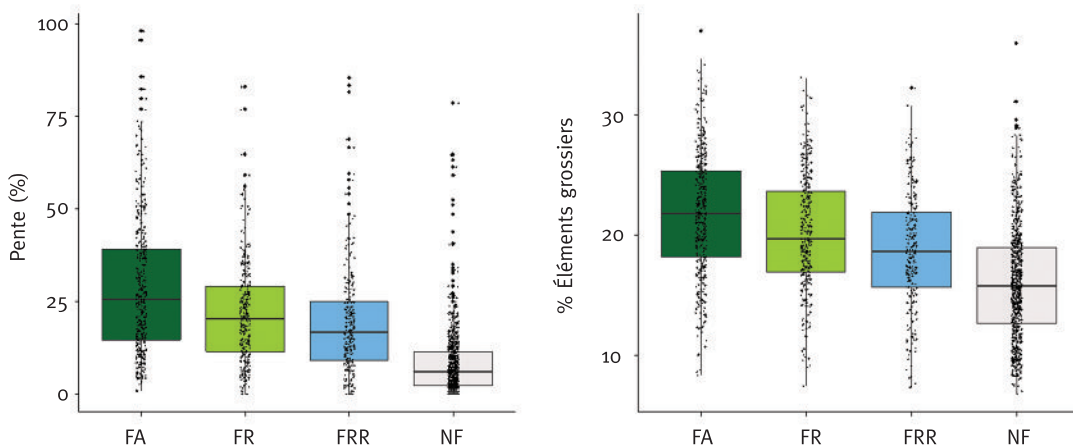 Pente (%)
100
75
50
25
0
FA FR FRR NF
% Éléments grossiers
30
20
10
FA FR FRR NF